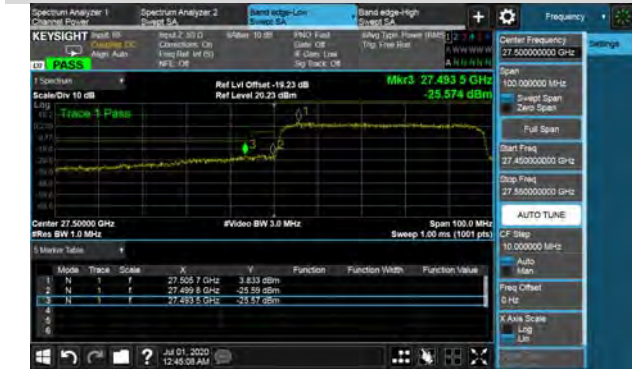 Spectrum Analyzer 1
Channel Power
Spectrum Analyzer 2
Swept SA
Band edge-Low
Swept SA
Band edge-High
Swept SA
Frequency
KEYSIGHT
Input: RF
Coupling: DC
Align: Auto
Input Z: 50 Ω
Corrections: On
Freq Ref: Int (S)
NFE: Off
#Atten: 10 dB
PNO: Fast
Gate: Off
IF Gain: Low
Sig Track: Off
#Avg Type: Power (RMS)
Trig: Free Run
PASS
1 Spectrum
Scale/Div 10 dB
Log
Ref Lvl Offset -19.23 dB
Ref Level 20.23 dBm
Mkr3 27.493 5 GHz
-25.574 dBm
Trace 1 Pass
Center 27.50000 GHz
#Res BW 1.0 MHz
#Video BW 3.0 MHz
Span 100.0 MHz
Sweep 1.00 ms (1001 pts)
5 Marker Table
Mode Trace Scale X Y Function Function Width Function Value
1 N 1 f 27.505 7 GHz 3.833 dBm
2 N 1 f 27.499 8 GHz -25.59 dBm
3 N 1 f 27.493 5 GHz -25.57 dBm
4
5
6
Jul 01, 2020
12:45:08 AM
Center Frequency
27.500000000 GHz
Settings
Span
100.000000 MHz
Swept Span
Zero Span
Full Span
Start Freq
27.450000000 GHz
Stop Freq
27.550000000 GHz
AUTO TUNE
CF Step
10.000000 MHz
Auto
Man
Freq Offset
0 Hz
X Axis Scale
Log
Lin